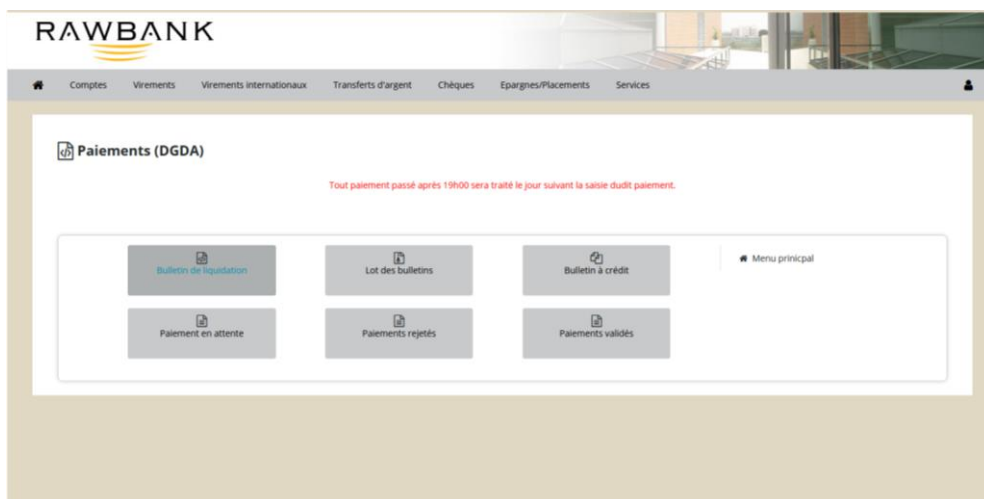 RAWBANK
Comptes Virements Virements internationaux Transferts d'argent Chèques Epargnes/Placements Services
Paiements (DGDA)
Tout paiement passé après 19h00 sera traité le jour suivant la saisie dudit paiement.
Bulletin de liquidation Lot des bulletins Bulletin à crédit Menu prinicpal
Paiement en attente Paiements rejetés Paiements validés